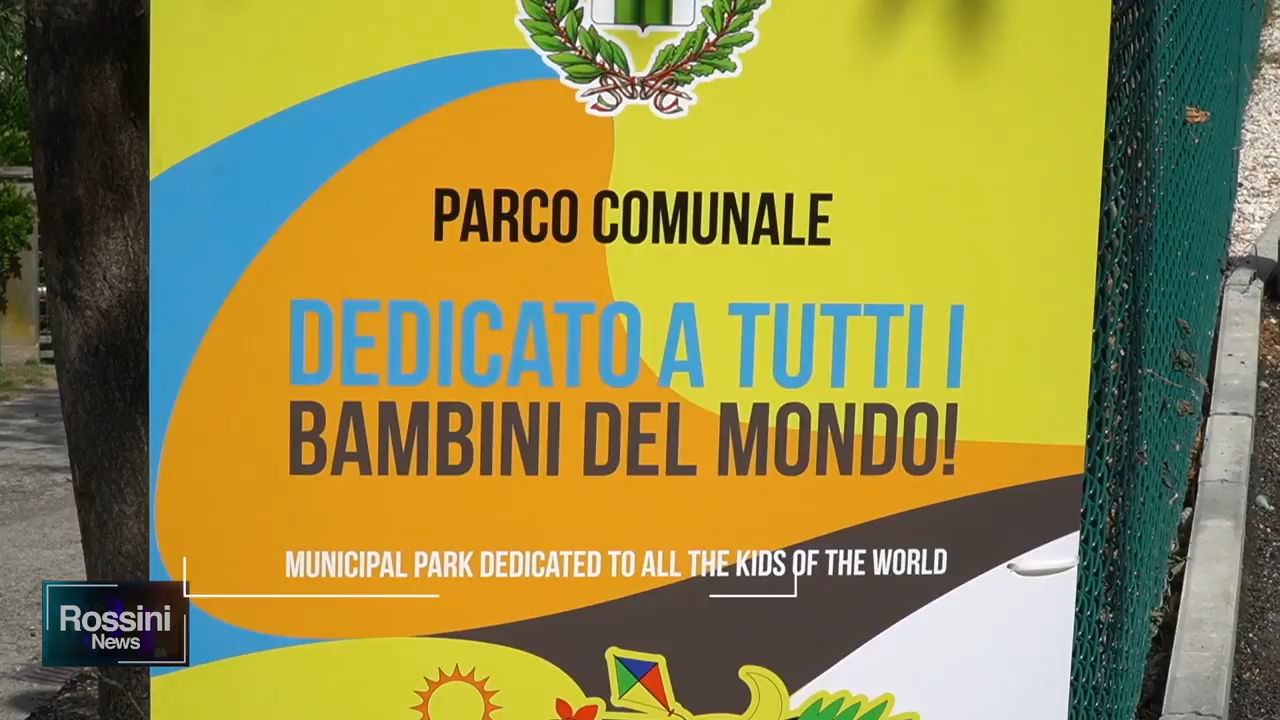 PARCO COMUNALE
DEDICATO A TUTTI I
BAMBINI DEL MONDO!
MUNICIPAL PARK DEDICATED TO ALL THE KIDS OF THE WORLD
Rossini
News